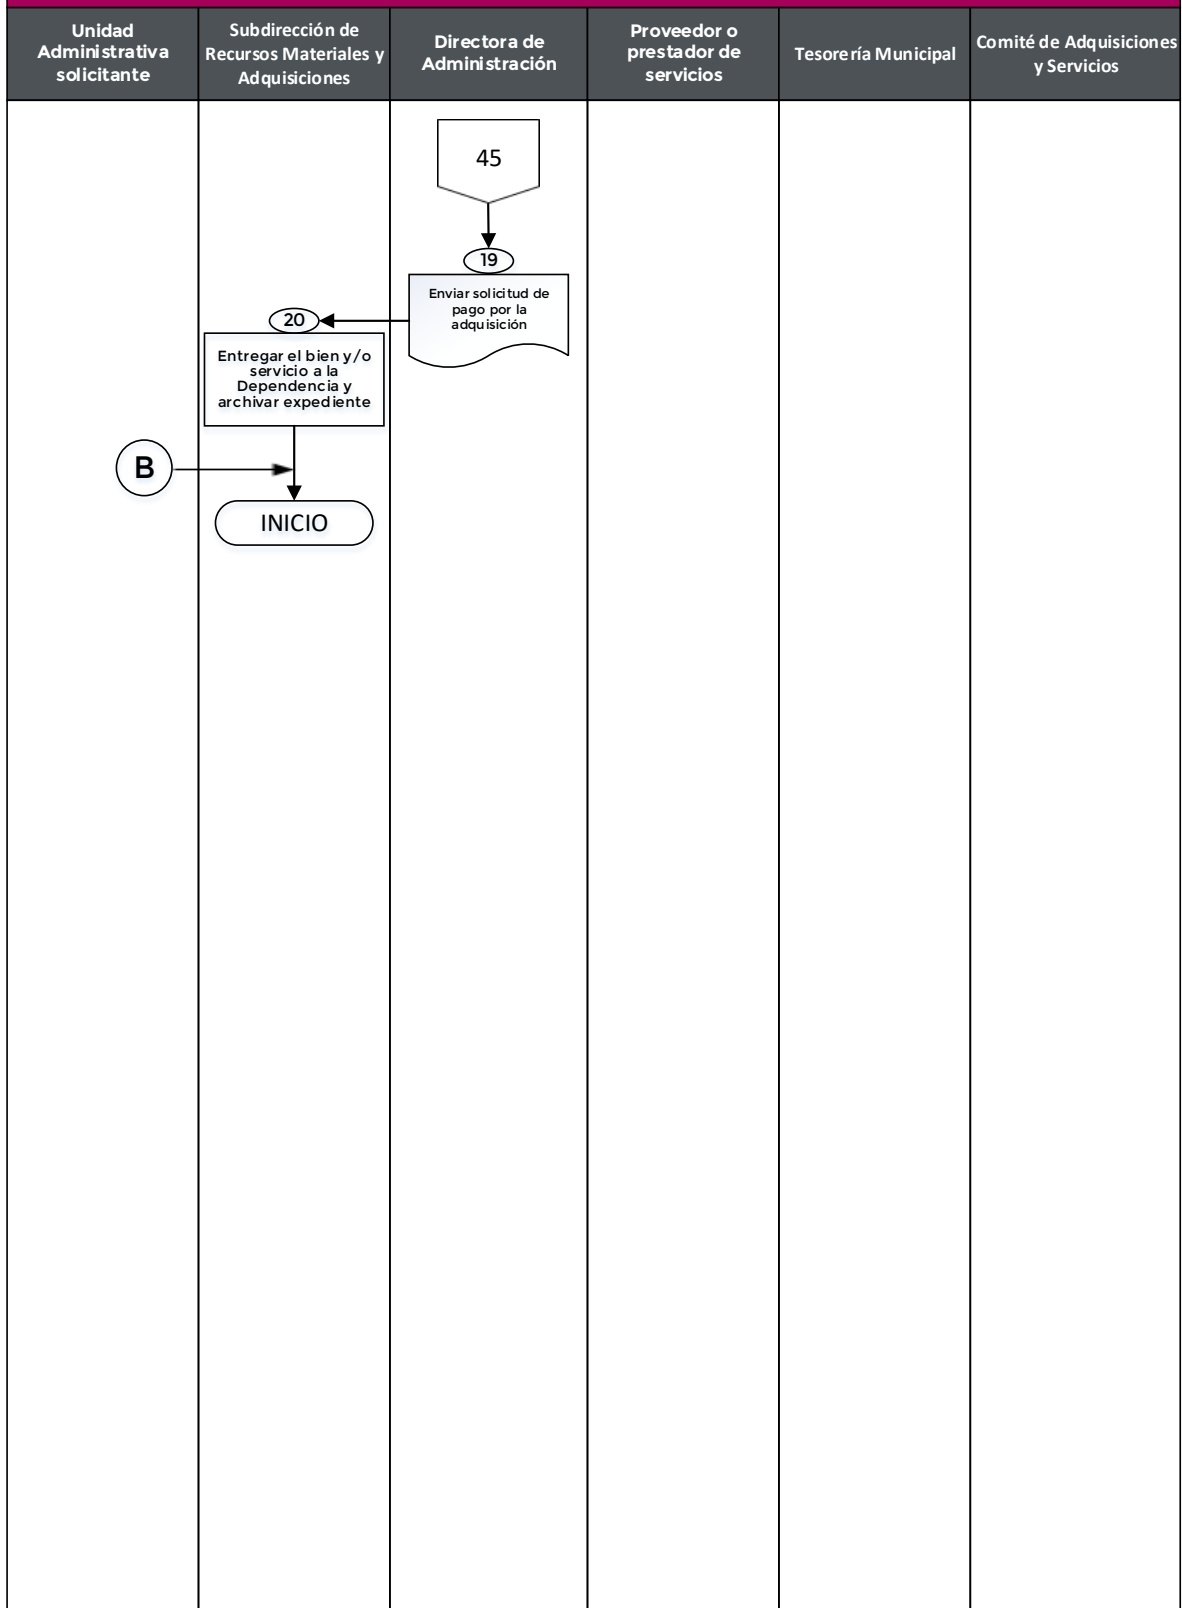 Unidad
Administrativa
solicitante
Subdirección de
Recursos Materiales y
Adquisiciones
Directora de
Administración
Proveedor o
prestador de
servicios
Tesorería Municipal
Comité de Adquisiciones
y Servicios
45
19
Enviar solicitud de
pago por la
adquisición
20
Entregar el bien y/o
servicio a la
Dependencia y
archivar expediente
B
INICIO